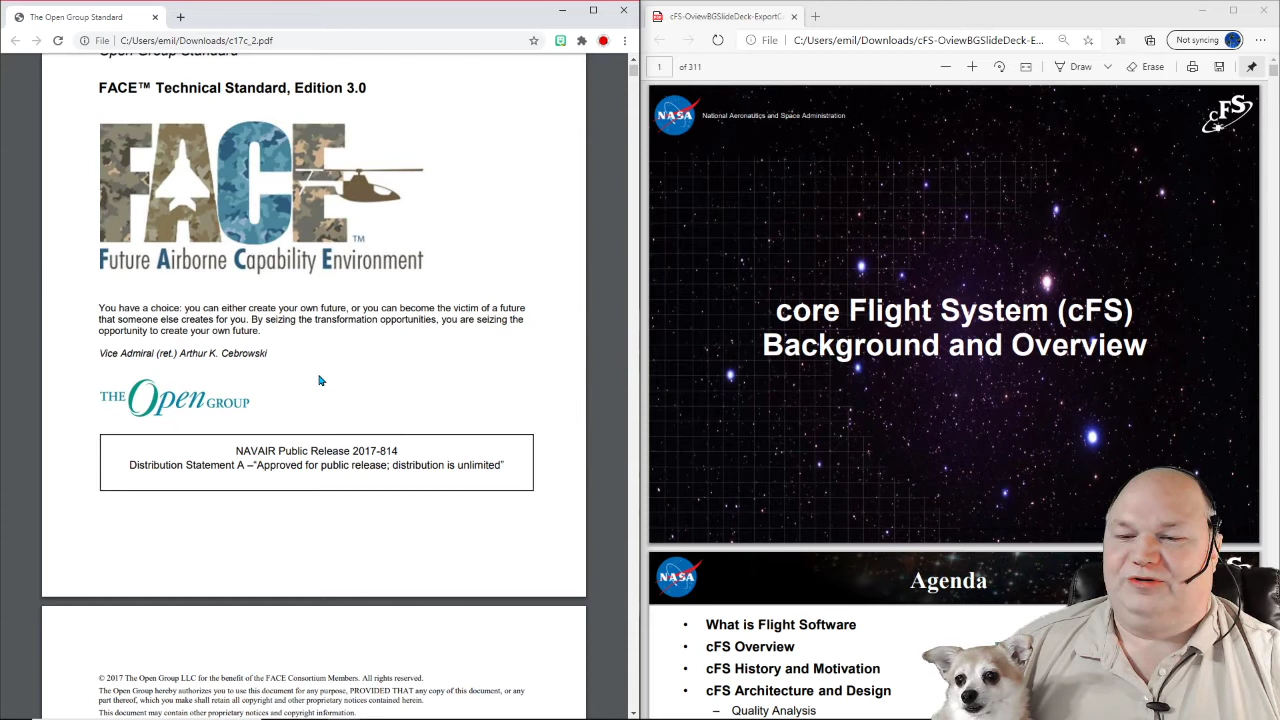 The Open Group Standard
File
C:/Users/emil/Downloads/c17c_2.pdf
Open Group Standard
FACE™ Technical Standard, Edition 3.0
FACE™
Future Airborne Capability Environment
You have a choice: you can either create your own future, or you can become the victim of a future
that someone else creates for you. By seizing the transformation opportunities, you are seizing the
opportunity to create your own future.
Vice Admiral (ret.) Arthur K. Cebrowski
THE Open GROUP
NAVAIR Public Release 2017-814
Distribution Statement A –“Approved for public release; distribution is unlimited”
© 2017 The Open Group LLC for the benefit of the FACE Consortium Members. All rights reserved.
The Open Group hereby authorizes you to use this document for any purpose, PROVIDED THAT any copy of this document, or any
part thereof, which you make shall retain all copyright and other proprietary notices contained herein.
This document may contain other proprietary notices and copyright information.
cFS-OviewBGSlideDeck-ExportC
File
C:/Users/emil/Downloads/cFS-OviewBGSlideDeck-E...
Not syncing
1 of 311
Draw
Erase
NASA
National Aeronautics and Space Administration
cFS
core Flight System (cFS)
Background and Overview
NASA
Agenda
• What is Flight Software
• cFS Overview
• cFS History and Motivation
• cFS Architecture and Design
– Quality Analysis